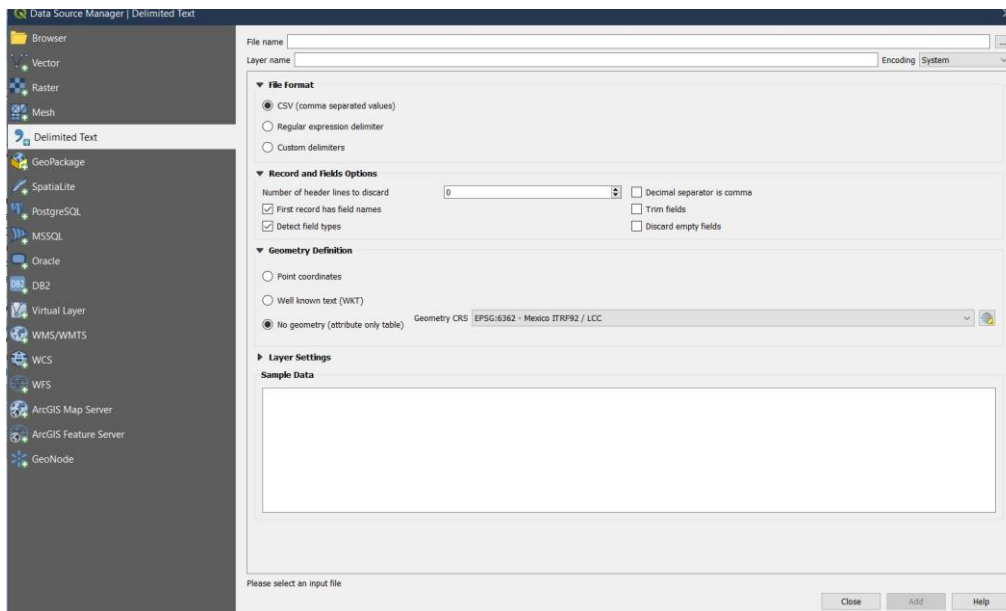 Data Source Manager | Delimited Text
Browser
Vector
Raster
Mesh
Delimited Text
GeoPackage
SpatiaLite
PostgreSQL
MSSQL
Oracle
DB2
Virtual Layer
WMS/WMTS
WCS
WFS
ArcGIS Map Server
ArcGIS Feature Server
GeoNode
File name
...
Layer name
Encoding System
File Format
CSV (comma separated values)
Regular expression delimiter
Custom delimiters
Record and Fields Options
Number of header lines to discard 0 Decimal separator is comma
First record has field names Trim fields
Detect field types Discard empty fields
Geometry Definition
Point coordinates
Well known text (WKT)
No geometry (attribute only table) Geometry CRS EPSG:6362 - Mexico ITRF92 / LCC
Layer Settings
Sample Data
Please select an input file
Close Add Help